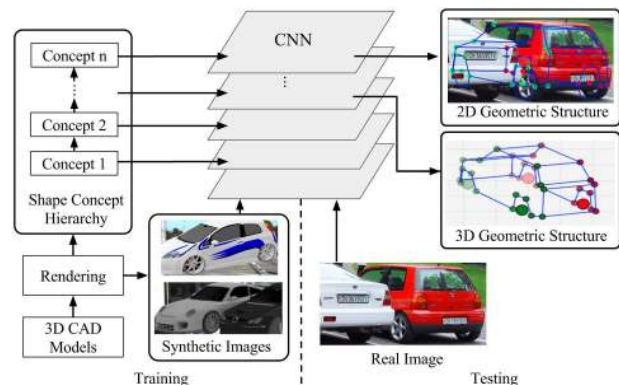 Concept n
Concept 2
Concept 1
Shape Concept
Hierarchy
Rendering
3D CAD
Models
CNN
Synthetic Images
Real Image
2D Geometric Structure
3D Geometric Structure
Training
Testing